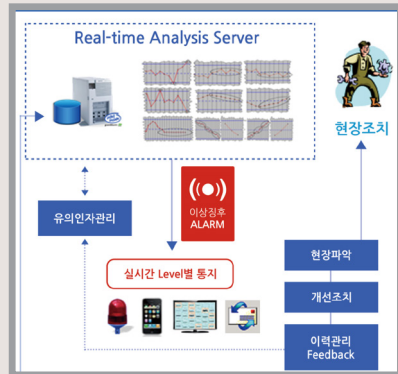 Real-time Analysis Server
현장조치
이상징후
ALARM
유의인자관리
실시간 Level별 통지
현장파악
개선조치
이력관리
Feedback